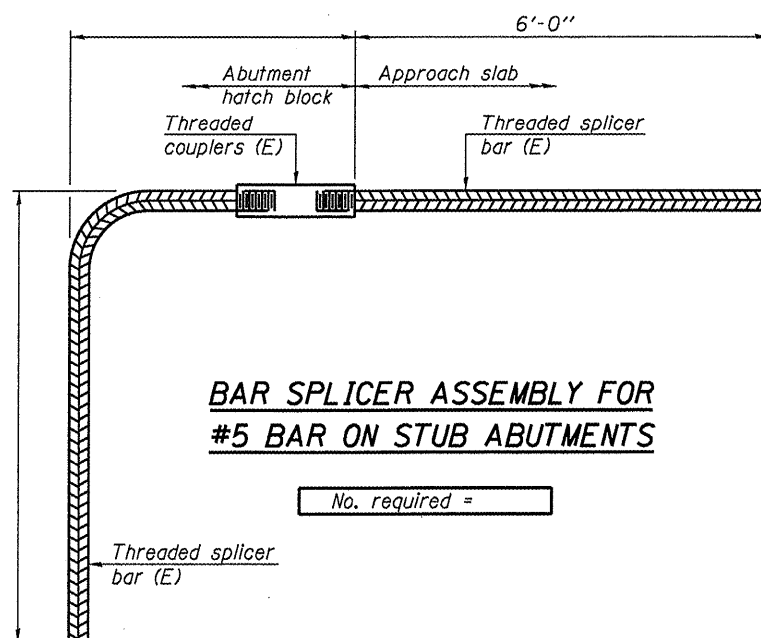 6'-0"
Abutment
hatch block
Approach slab
Threaded
couplers (E)
Threaded splicer
bar (E)
BAR SPLICER ASSEMBLY FOR
#5 BAR ON STUB ABUTMENTS
No. required =
Threaded splicer
bar (E)